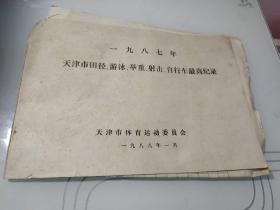 一九八七年
天津市田径、游泳、举重、射击、自行车最高纪录
天津市体育运动委员会
一九八八年一月